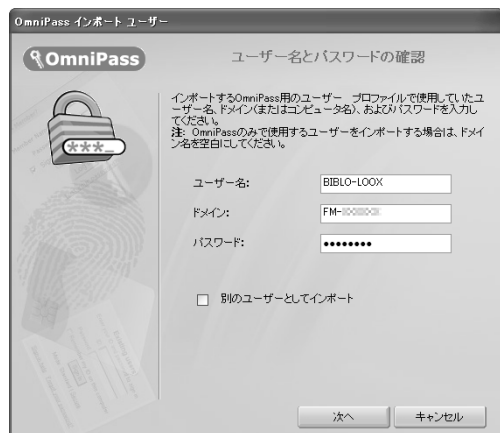 OmniPass インポート ユーザー
OmniPass
ユーザー名とパスワードの確認
インポートするOmniPass用のユーザー プロファイルで使用していたユ
ーザー名、ドメイン(またはコンピュータ名)、およびパスワードを入力し
てください。
注: OmniPassのみで使用するユーザーをインポートする場合は、ドメイ
ン名を空白にしてください。
ユーザー名:
BIBLO-LOOX
ドメイン:
FM-
パスワード:
●●●●●●●●
***_
別のユーザーとしてインポート
次へ
キャンセル